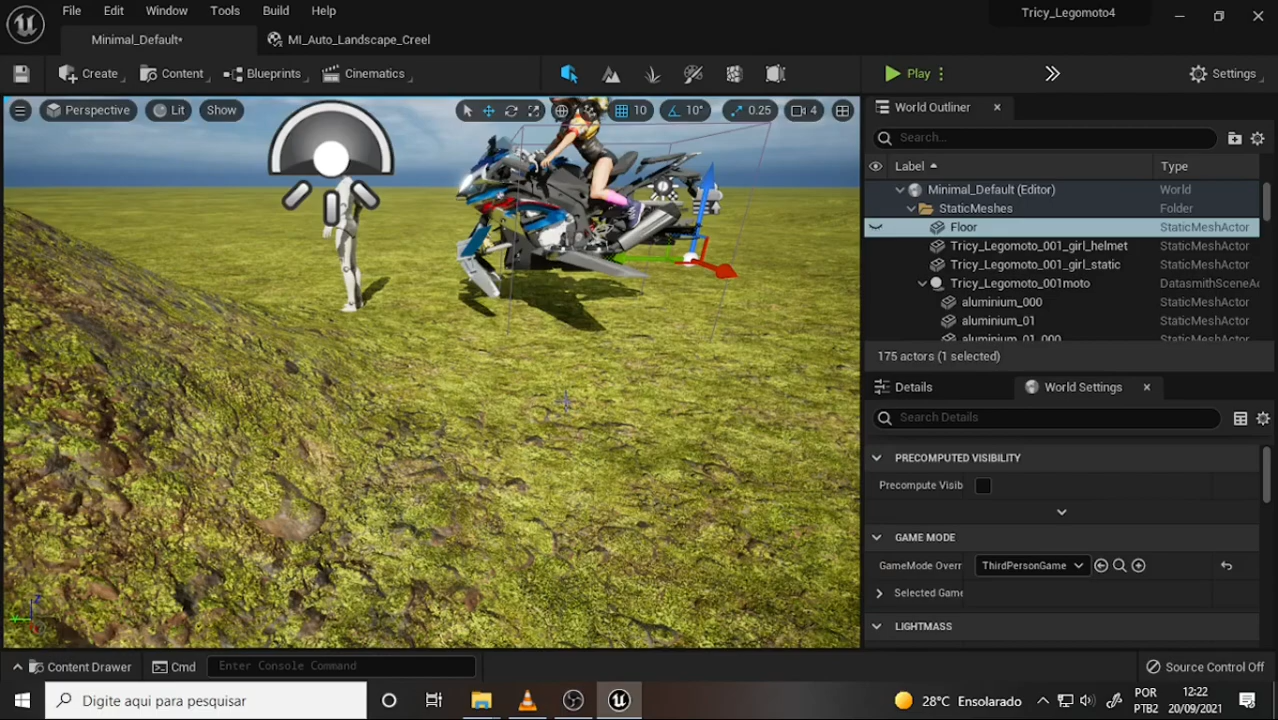 File Edit Window Tools Build Help
Tricy_Legomoto4
Minimal_Default•
MI_Auto_Landscape_Creel
Create
Content
Blueprints
Cinematics
Play
Settings
Perspective
Lit
Show
10
10°
0.25
4
World Outliner
Search...
Label
Type
Minimal_Default (Editor) World
StaticMeshes Folder
Floor StaticMeshActor
Tricy_Legomoto_001_girl_helmet StaticMeshActor
Tricy_Legomoto_001_girl_static StaticMeshActor
Tricy_Legomoto_001moto DatasmithSceneAc
aluminium_000 StaticMeshActor
aluminium_01 StaticMeshActor
aluminium_01_000 StaticMeshActor
175 actors (1 selected)
Details
World Settings
Search Details
PRECOMPUTED VISIBILITY
Precompute Visib
GAME MODE
GameMode Overr
ThirdPersonGame
Selected Game
LIGHTMASS
Content Drawer
Cmd
Enter Console Command
Source Control Off
Digite aqui para pesquisar
28°C Ensolarado
POR
PTB2
12:22
20/09/2021